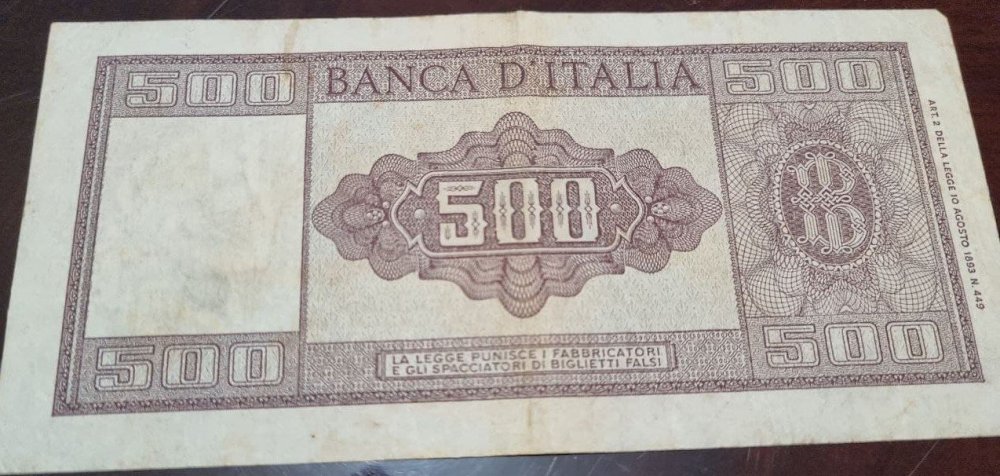 500
BANCA D'ITALIA
500
500
500
500
LA LEGGE PUNISCE I FABBRICATORI
E GLI SPACCIATORI DI BIGLIETTI FALSI
ART. 2 DELLA LEGGE 10 AGOSTO 1893 N. 449